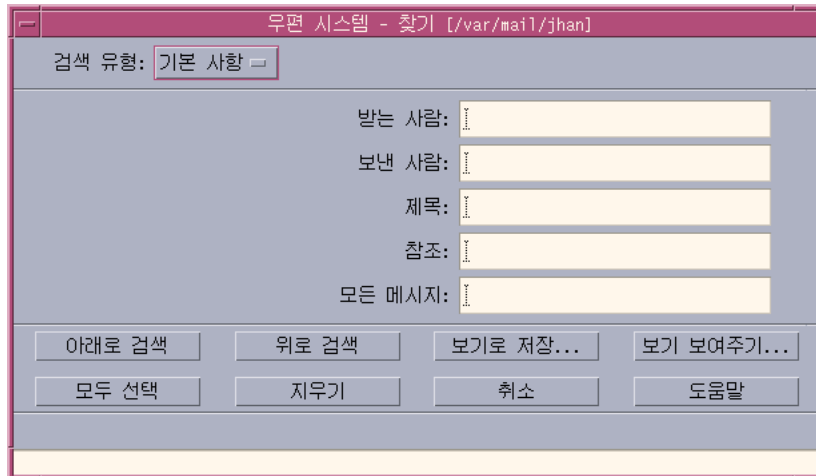 우편 시스템 - 찾기 [/var/mail/jhan]
검색 유형: 기본 사항
받는 사람:
보낸 사람:
제목:
참조:
모든 메시지:
아래로 검색 위로 검색 보기로 저장... 보기 보여주기...
모두 선택 지우기 취소 도움말